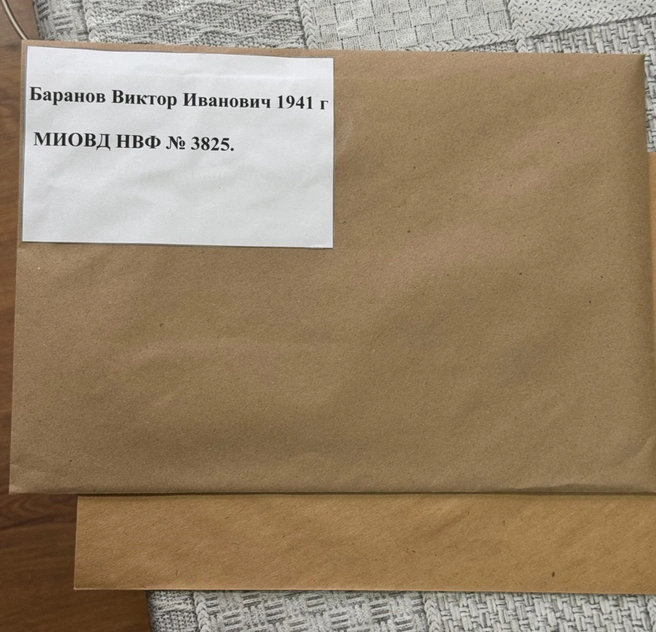 Баранов Виктор Иванович 1941 г
МИОВД НВФ № 3825.